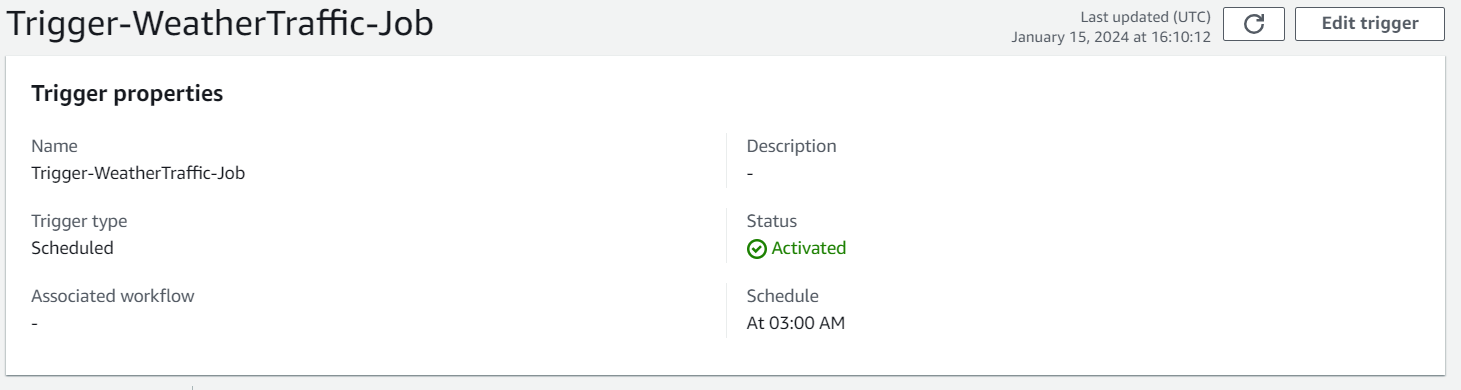 Trigger-WeatherTraffic-Job
Last updated (UTC)
January 15, 2024 at 16:10:12
Edit trigger
Trigger properties
Name
Trigger-WeatherTraffic-Job
Description
-
Trigger type
Scheduled
Status
Activated
Associated workflow
-
Schedule
At 03:00 AM